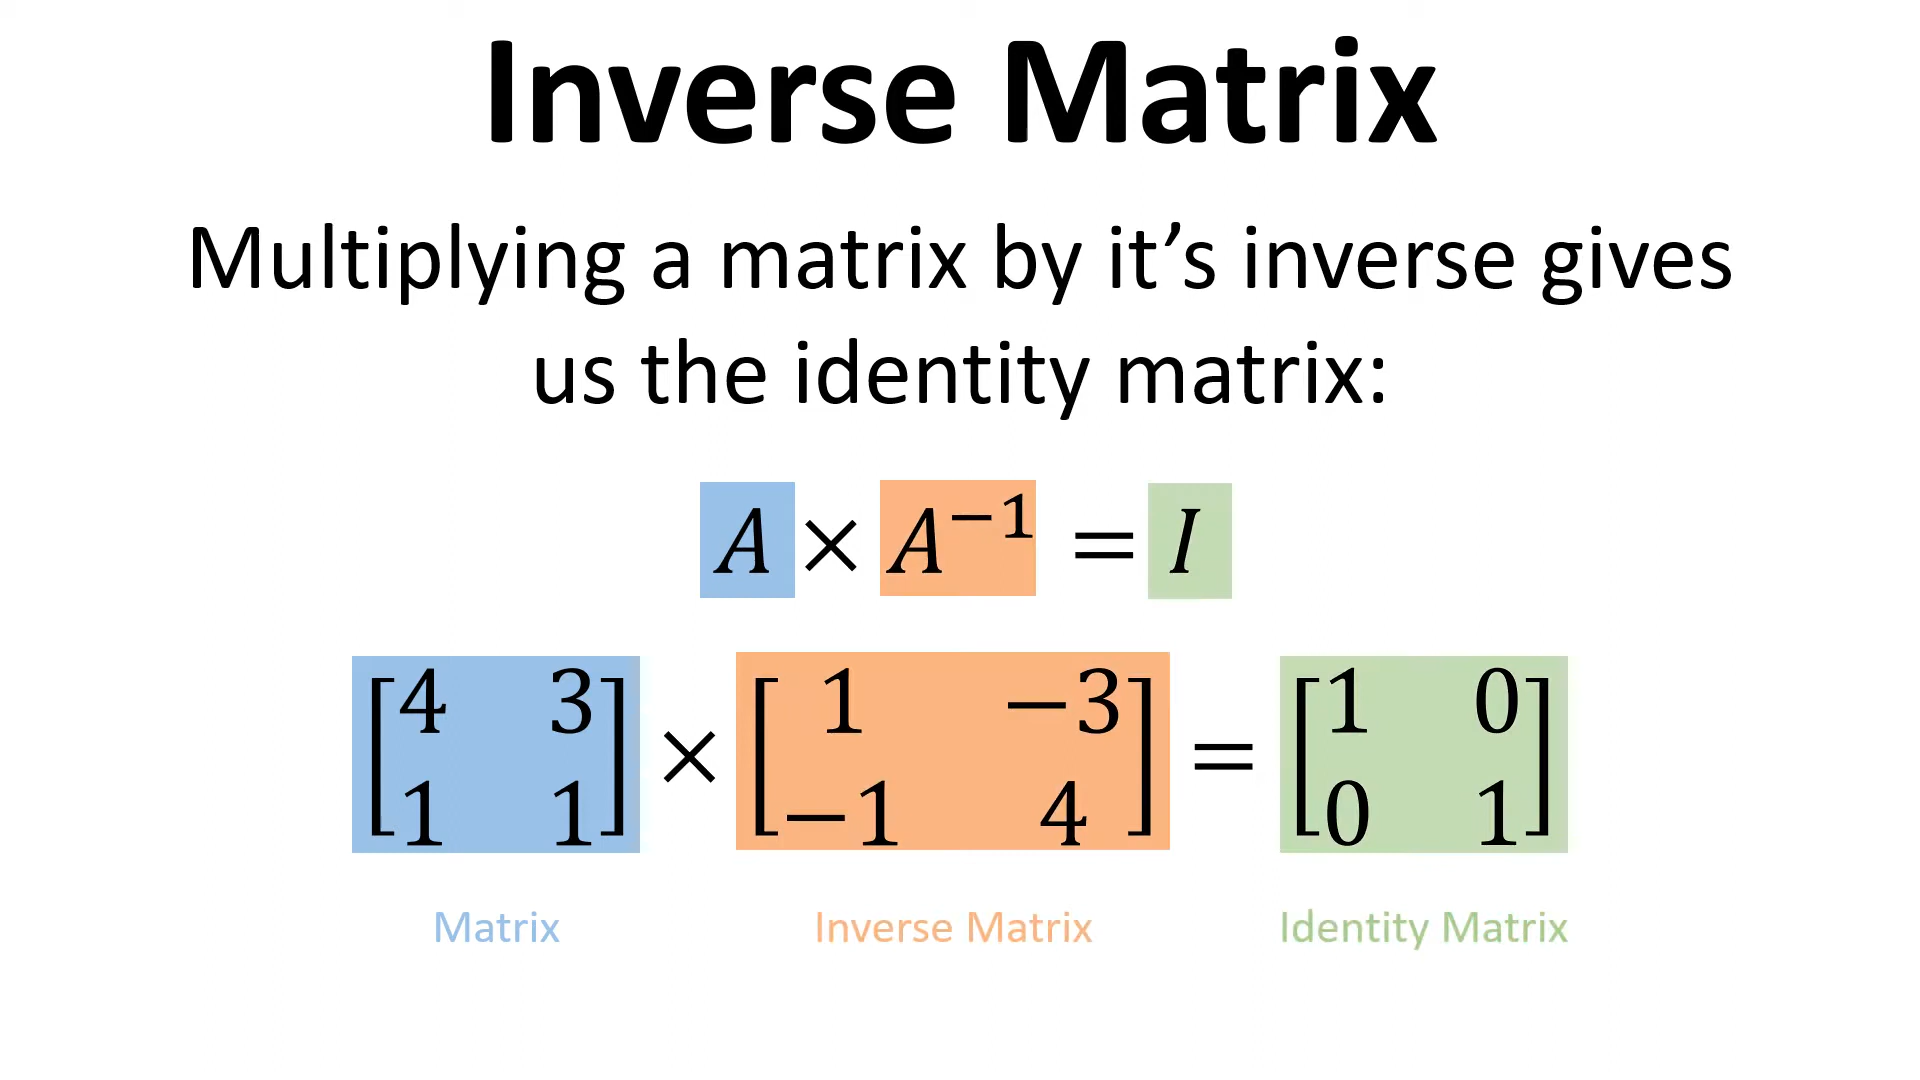 Inverse Matrix
Multiplying a matrix by it’s inverse gives
us the identity matrix:
A × A⁻¹ = I
[4 3] × [1 −3] = [1 0]
[1 1] [−1 4] [0 1]
Matrix Inverse Matrix Identity Matrix